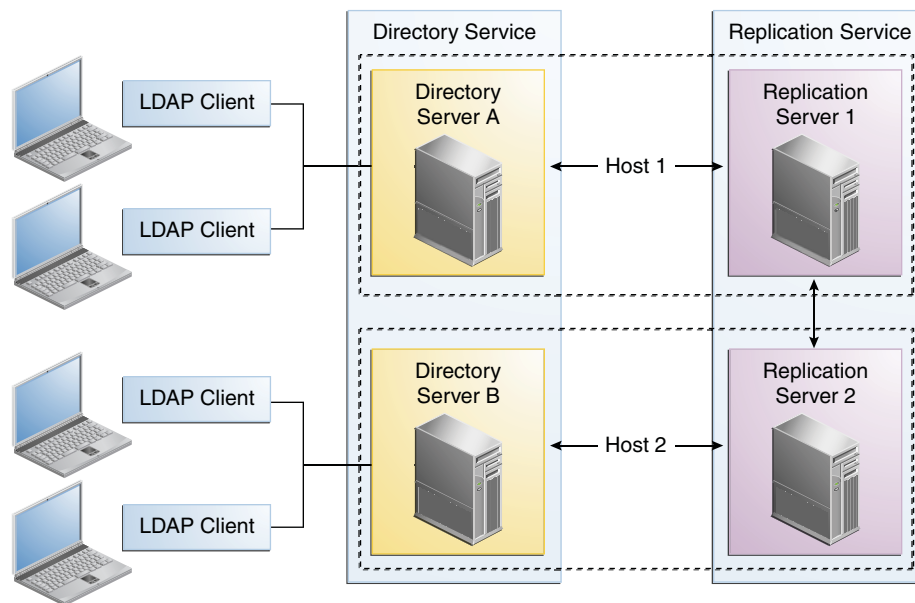 Directory Service
Replication Service
LDAP Client
LDAP Client
Directory
Server A
Host 1
Replication
Server 1
LDAP Client
LDAP Client
Directory
Server B
Host 2
Replication
Server 2